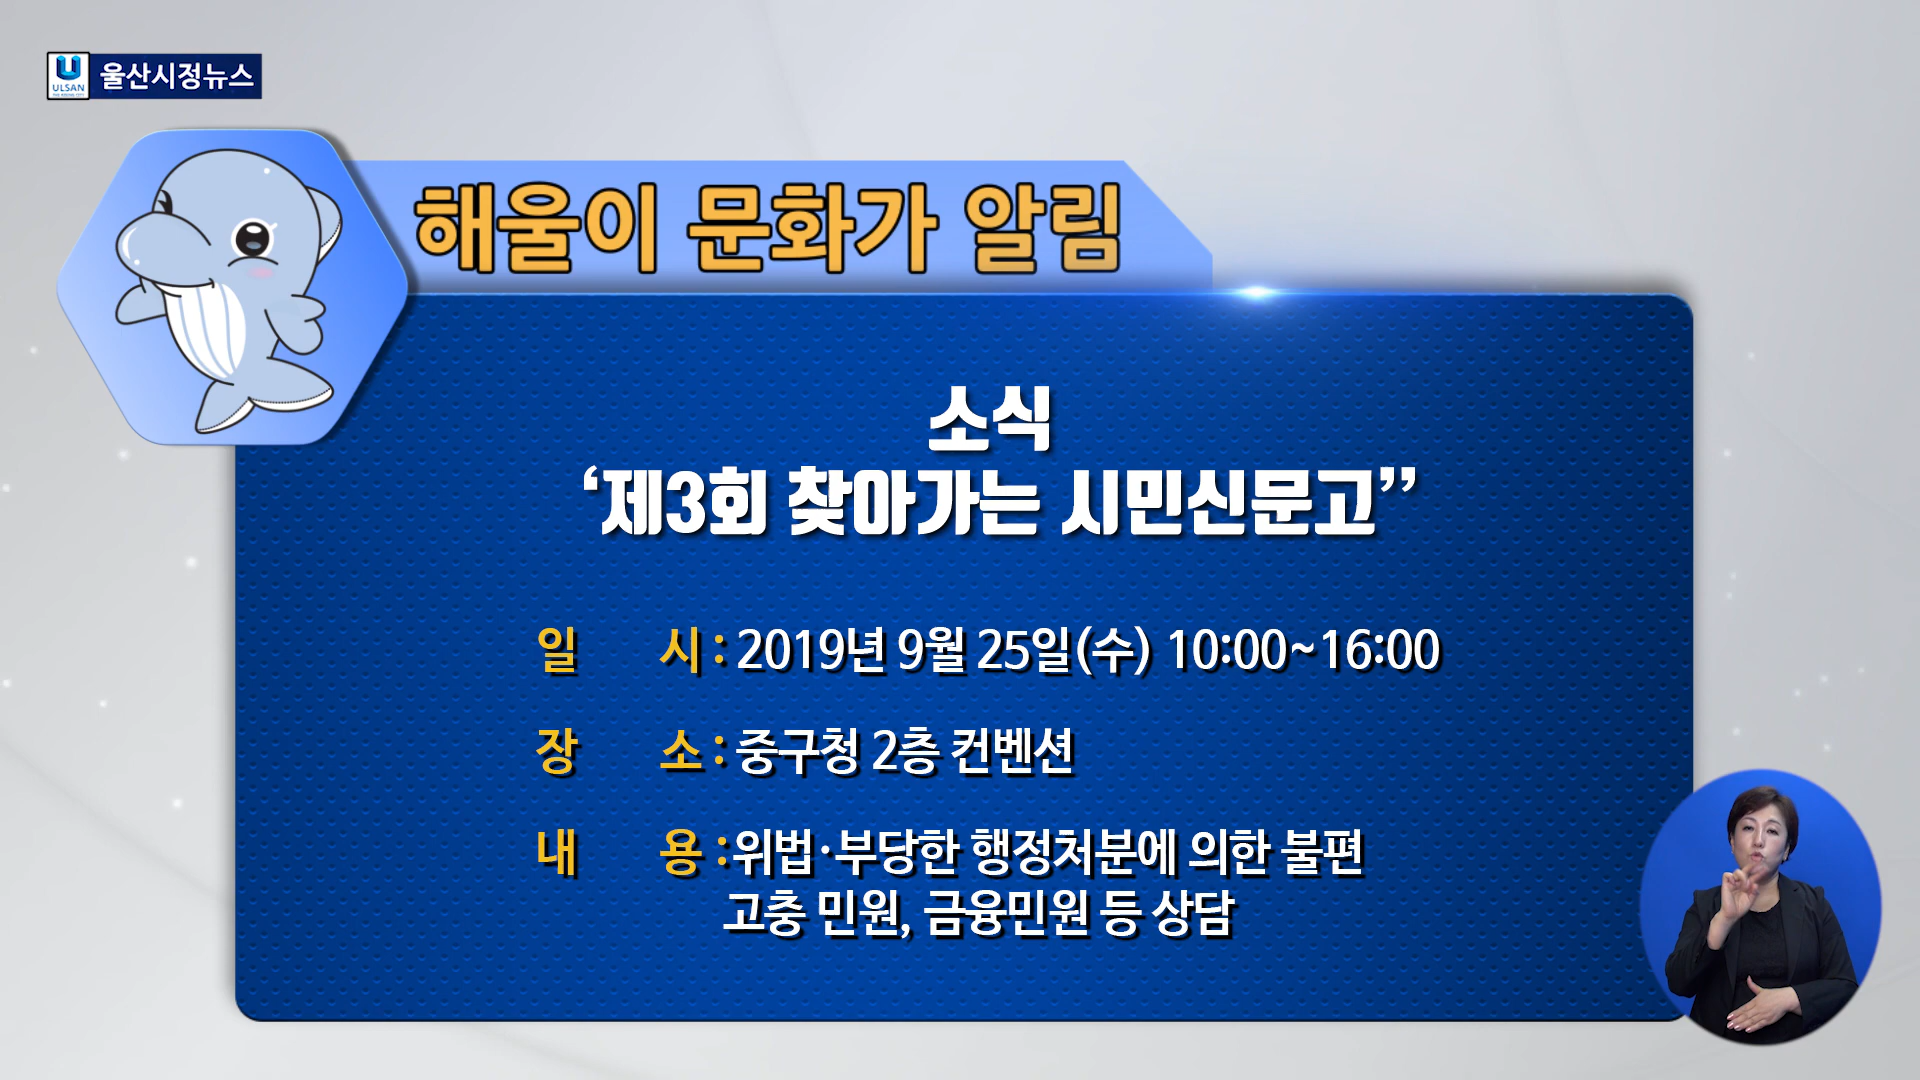 ULSAN
울산시정뉴스
해울이 문화가 알림
소식
‘제3회 찾아가는 시민신문고’’
일 시 : 2019년 9월 25일(수) 10:00~16:00
장 소 : 중구청 2층 컨벤션
내 용 : 위법·부당한 행정처분에 의한 불편
고충 민원, 금융민원 등 상담